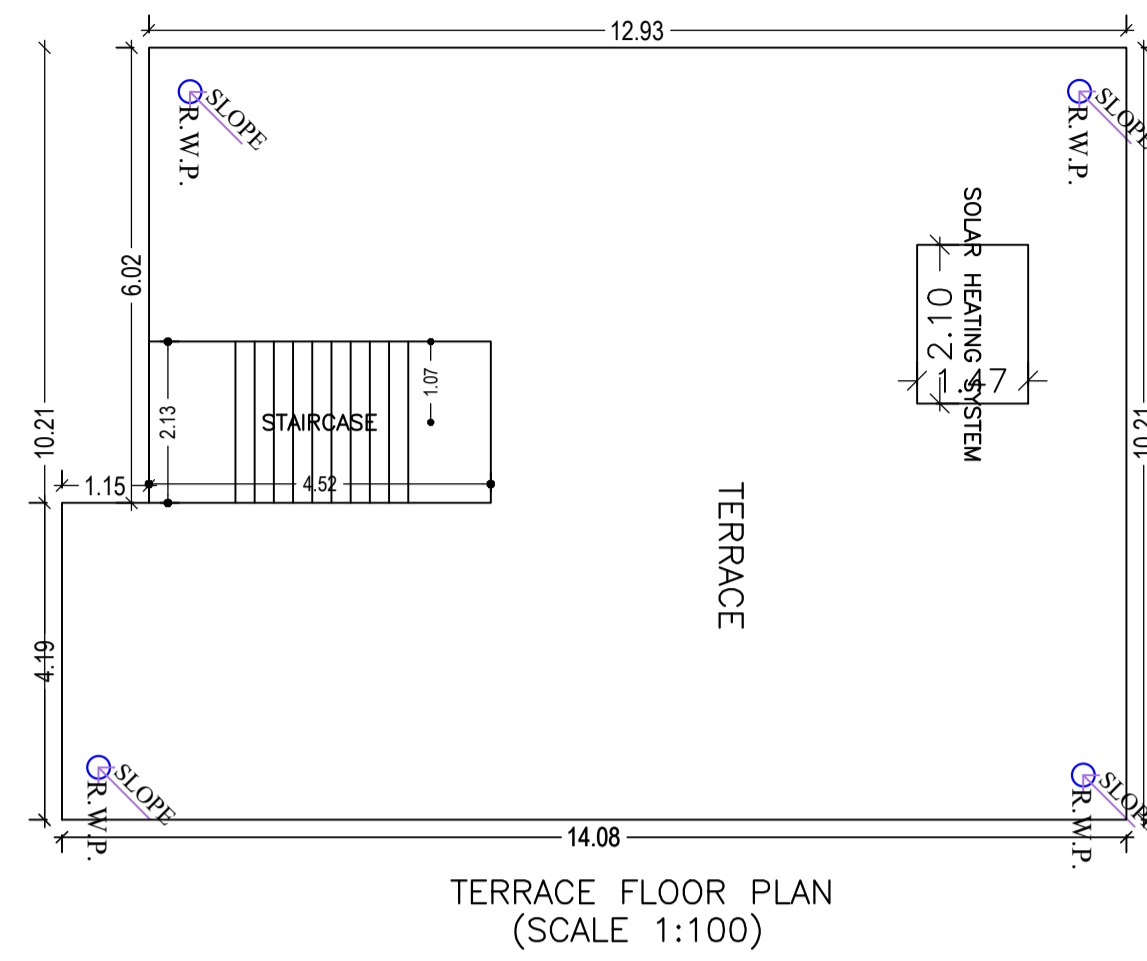 12.93
SLOPE
R.W.P.
SLOPE
R.W.P.
6.02
10.21
SOLAR HEATING SYSTEM
2.10
1.47
1.07
2.13
STAIRCASE
10.21
1.15
4.52
TERRACE
4.19
SLOPE
R.W.P.
SLOPE
R.W.P.
14.08
TERRACE FLOOR PLAN
(SCALE 1:100)